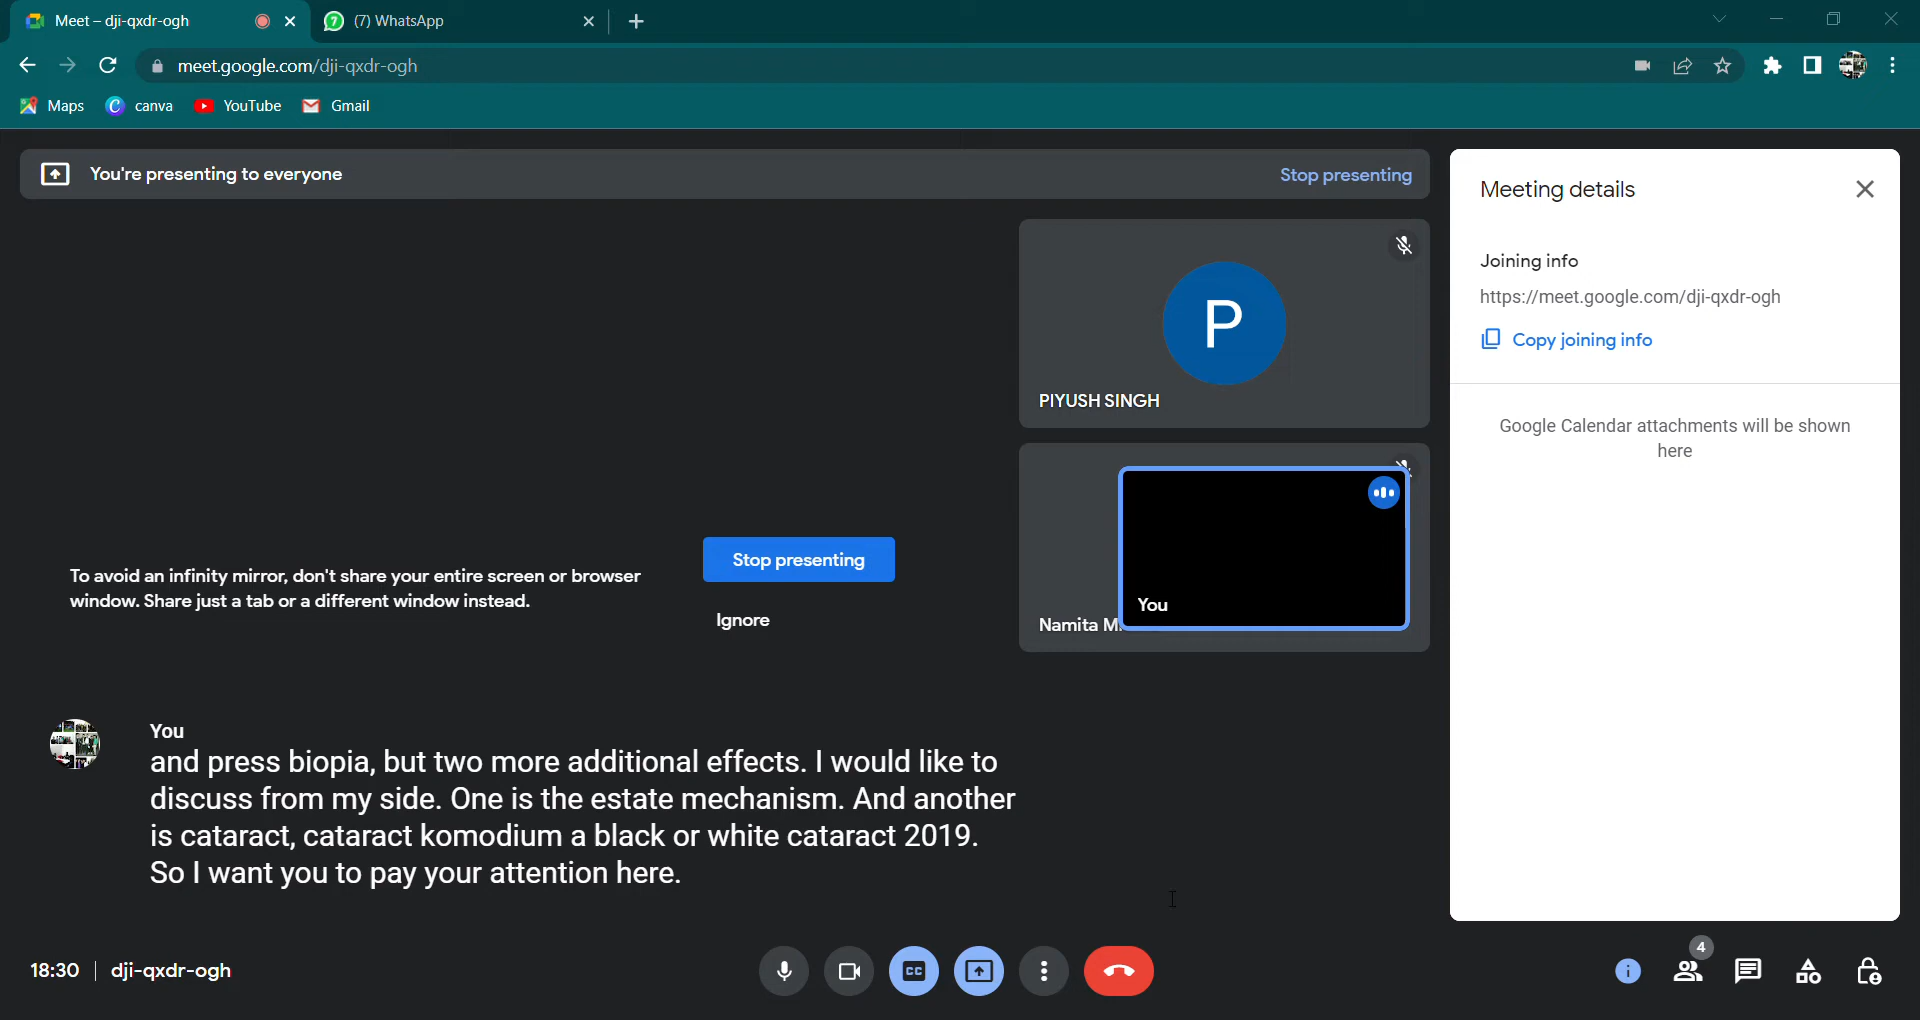 Meet – dji-qxdr-ogh
7 (7) WhatsApp
meet.google.com/dji-qxdr-ogh
Maps C canva YouTube Gmail
You're presenting to everyone
Stop presenting
P
PIYUSH SINGH
Namita M
You
To avoid an infinity mirror, don't share your entire screen or browser
window. Share just a tab or a different window instead.
Stop presenting
Ignore
You
and press biopia, but two more additional effects. I would like to
discuss from my side. One is the estate mechanism. And another
is cataract, cataract komodium a black or white cataract 2019.
So I want you to pay your attention here.
Meeting details
Joining info
https://meet.google.com/dji-qxdr-ogh
Copy joining info
Google Calendar attachments will be shown
here
18:30 | dji-qxdr-ogh
CC
4